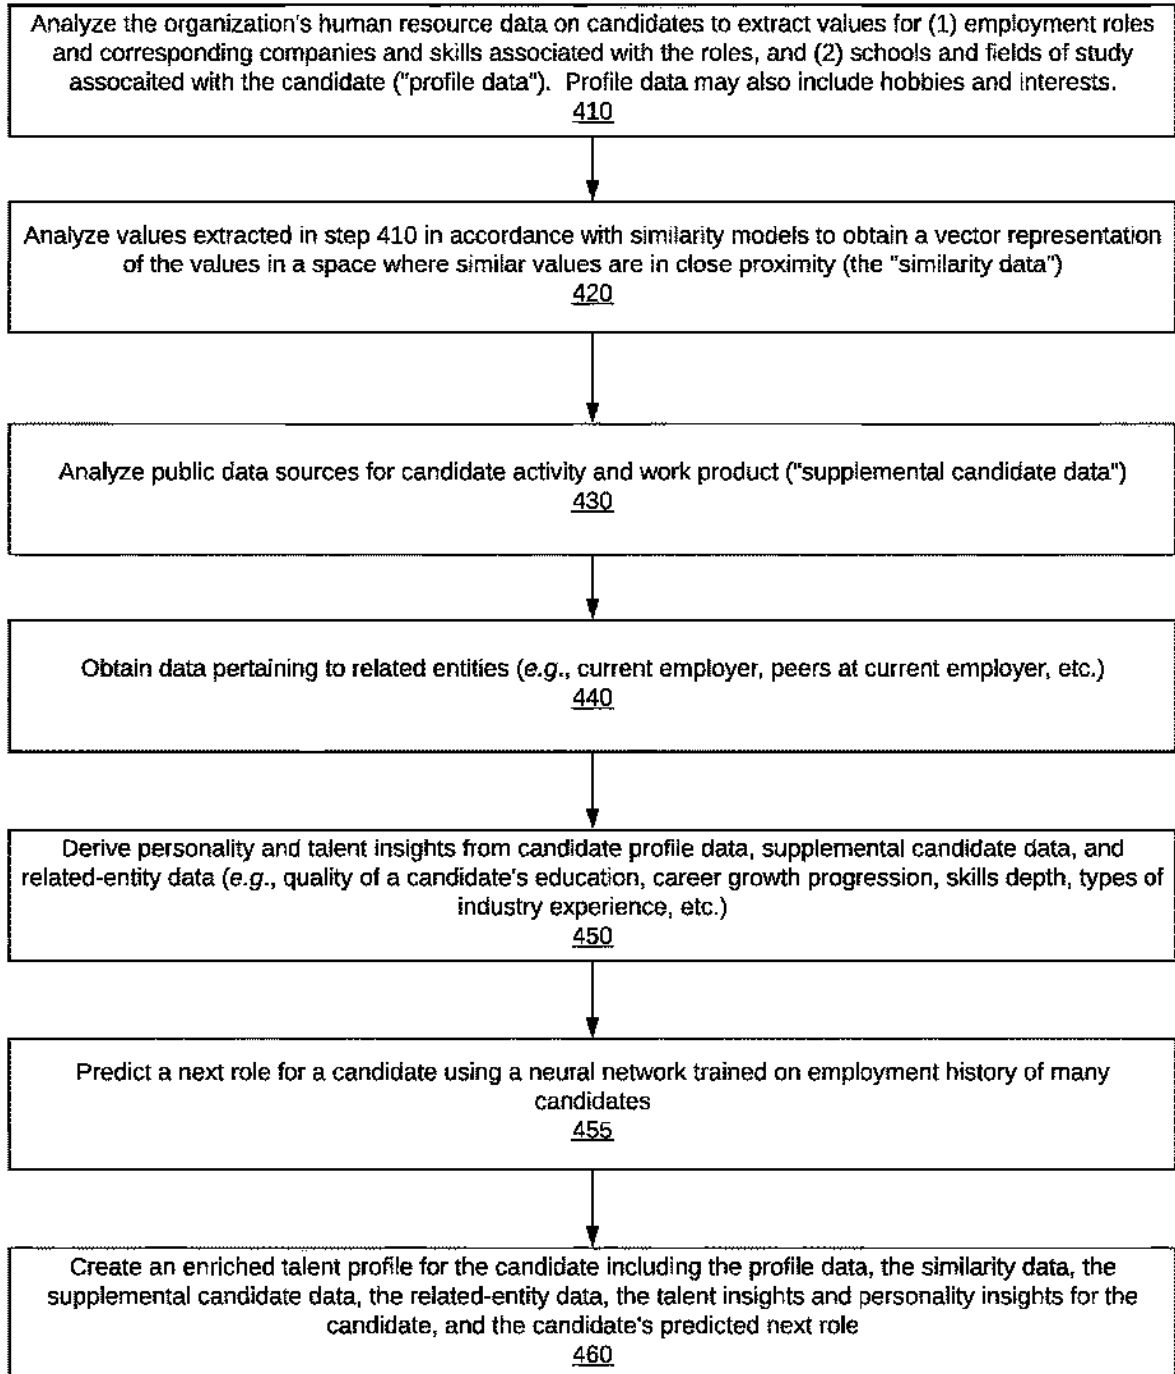 Analyze the organization's human resource data on candidates to extract values for (1) employment roles
and corresponding companies and skills associated with the roles, and (2) schools and fields of study
assocaited with the candidate ("profile data").  Profile data may also include hobbies and interests.
410
Analyze values extracted in step 410 in accordance with similarity models to obtain a vector representation
of the values in a space where similar values are in close proximity (the "similarity data")
420
Analyze public data sources for candidate activity and work product ("supplemental candidate data")
430
Obtain data pertaining to related entities (e.g., current employer, peers at current employer, etc.)
440
Derive personality and talent insights from candidate profile data, supplemental candidate data, and
related-entity data (e.g., quality of a candidate's education, career growth progression, skills depth, types of
industry experience, etc.)
450
Predict a next role for a candidate using a neural network trained on employment history of many
candidates
455
Create an enriched talent profile for the candidate including the profile data, the similarity data, the
supplemental candidate data, the related-entity data, the talent insights and personality insights for the
candidate, and the candidate's predicted next role
460